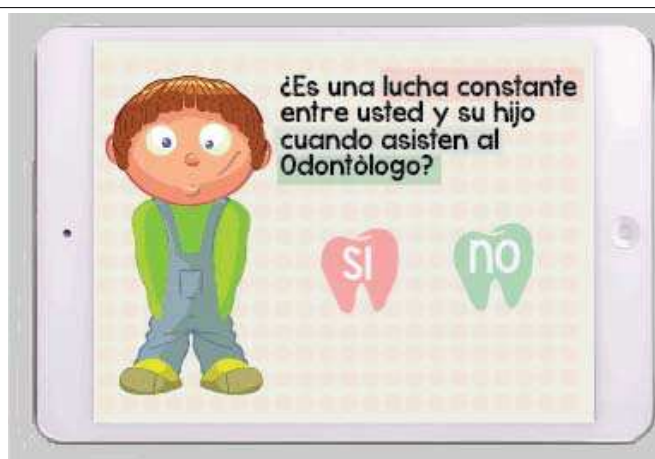 ¿Es una lucha constante
entre usted y su hijo
cuando asisten al
Odontòlogo?
SI NO